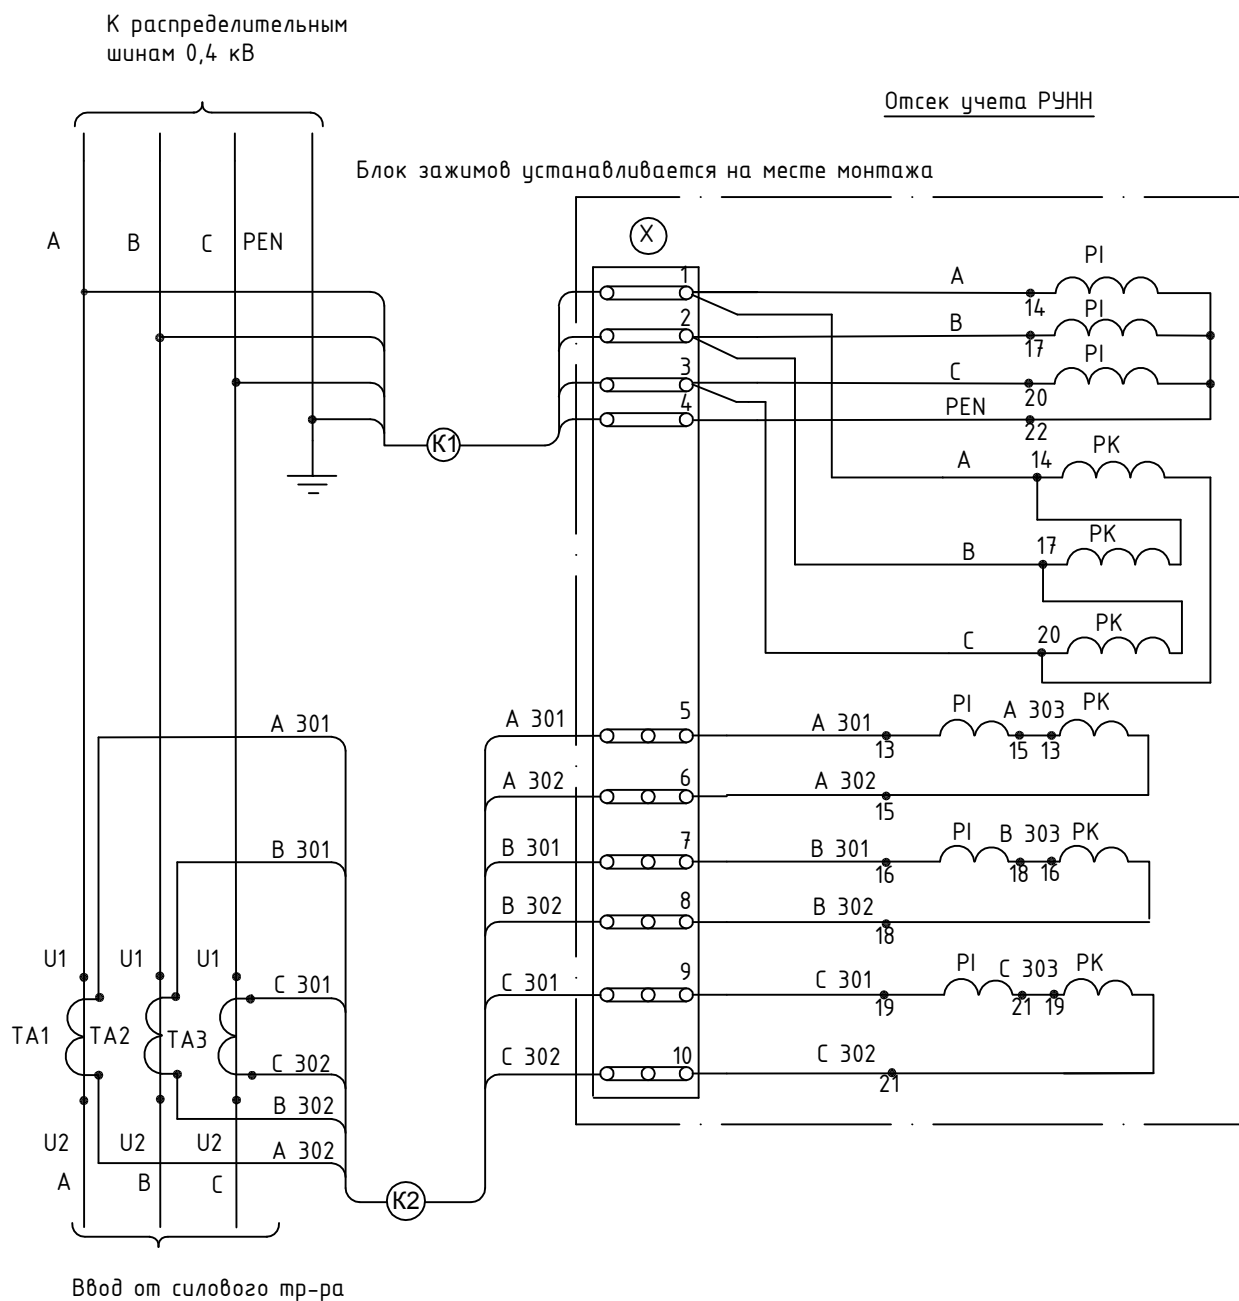 К распределительным
шинам 0,4 кВ
Отсек учета РУНН
Блок зажимов устанавливается на месте монтажа
A B C PEN
X
1 A PI
14
2 B PI
17
3 C PI
20
4 PEN
22
K1
A 14 PK
B 17 PK
C 20 PK
A 301 A 301 5 A 301 PI A 303 PK
13 15 13
A 302 6 A 302
15
B 301 B 301 7 B 301 PI B 303 PK
16 18 16
B 302 8 B 302
18
U1 U1 U1
C 301 C 301 9 C 301 PI C 303 PK
19 21 19
TA1 TA2 TA3
C 302 C 302 10 C 302
21
B 302
U2 U2 U2 A 302
A B C
K2
Ввод от силового тр-ра